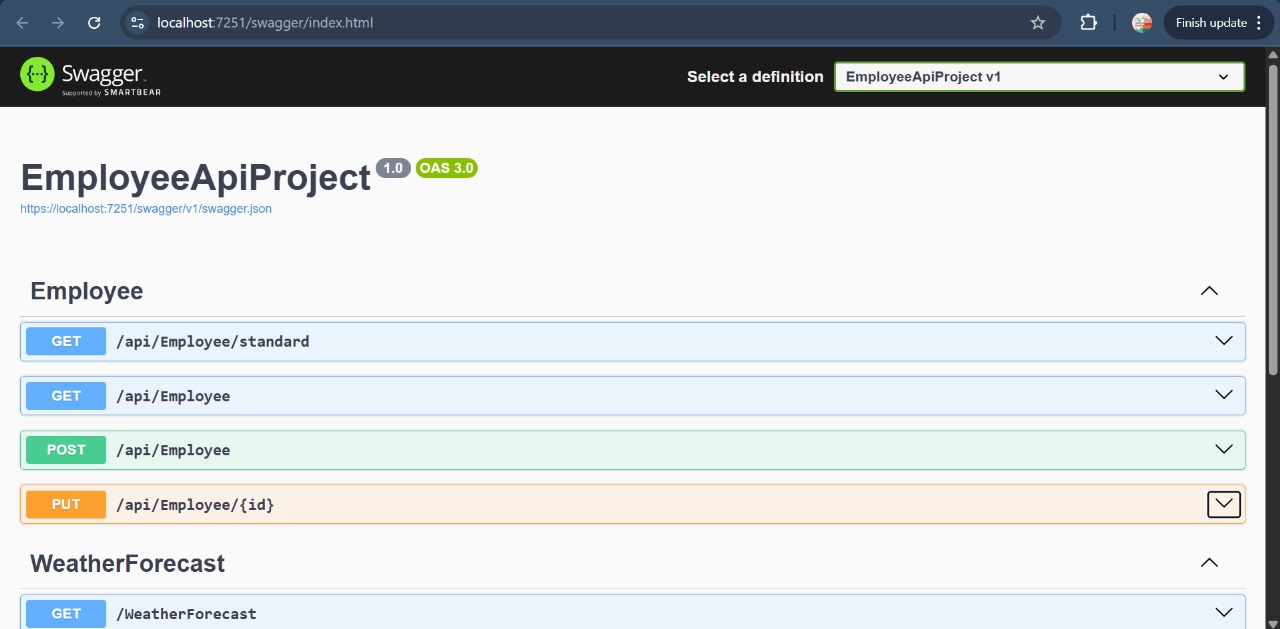 localhost:7251/swagger/index.html
Finish update
Swagger
Supported by SMARTBEAR
Select a definition
EmployeeApiProject v1
EmployeeApiProject 1.0 OAS 3.0
https://localhost:7251/swagger/v1/swagger.json
Employee
GET /api/Employee/standard
GET /api/Employee
POST /api/Employee
PUT /api/Employee/{id}
WeatherForecast
GET /WeatherForecast